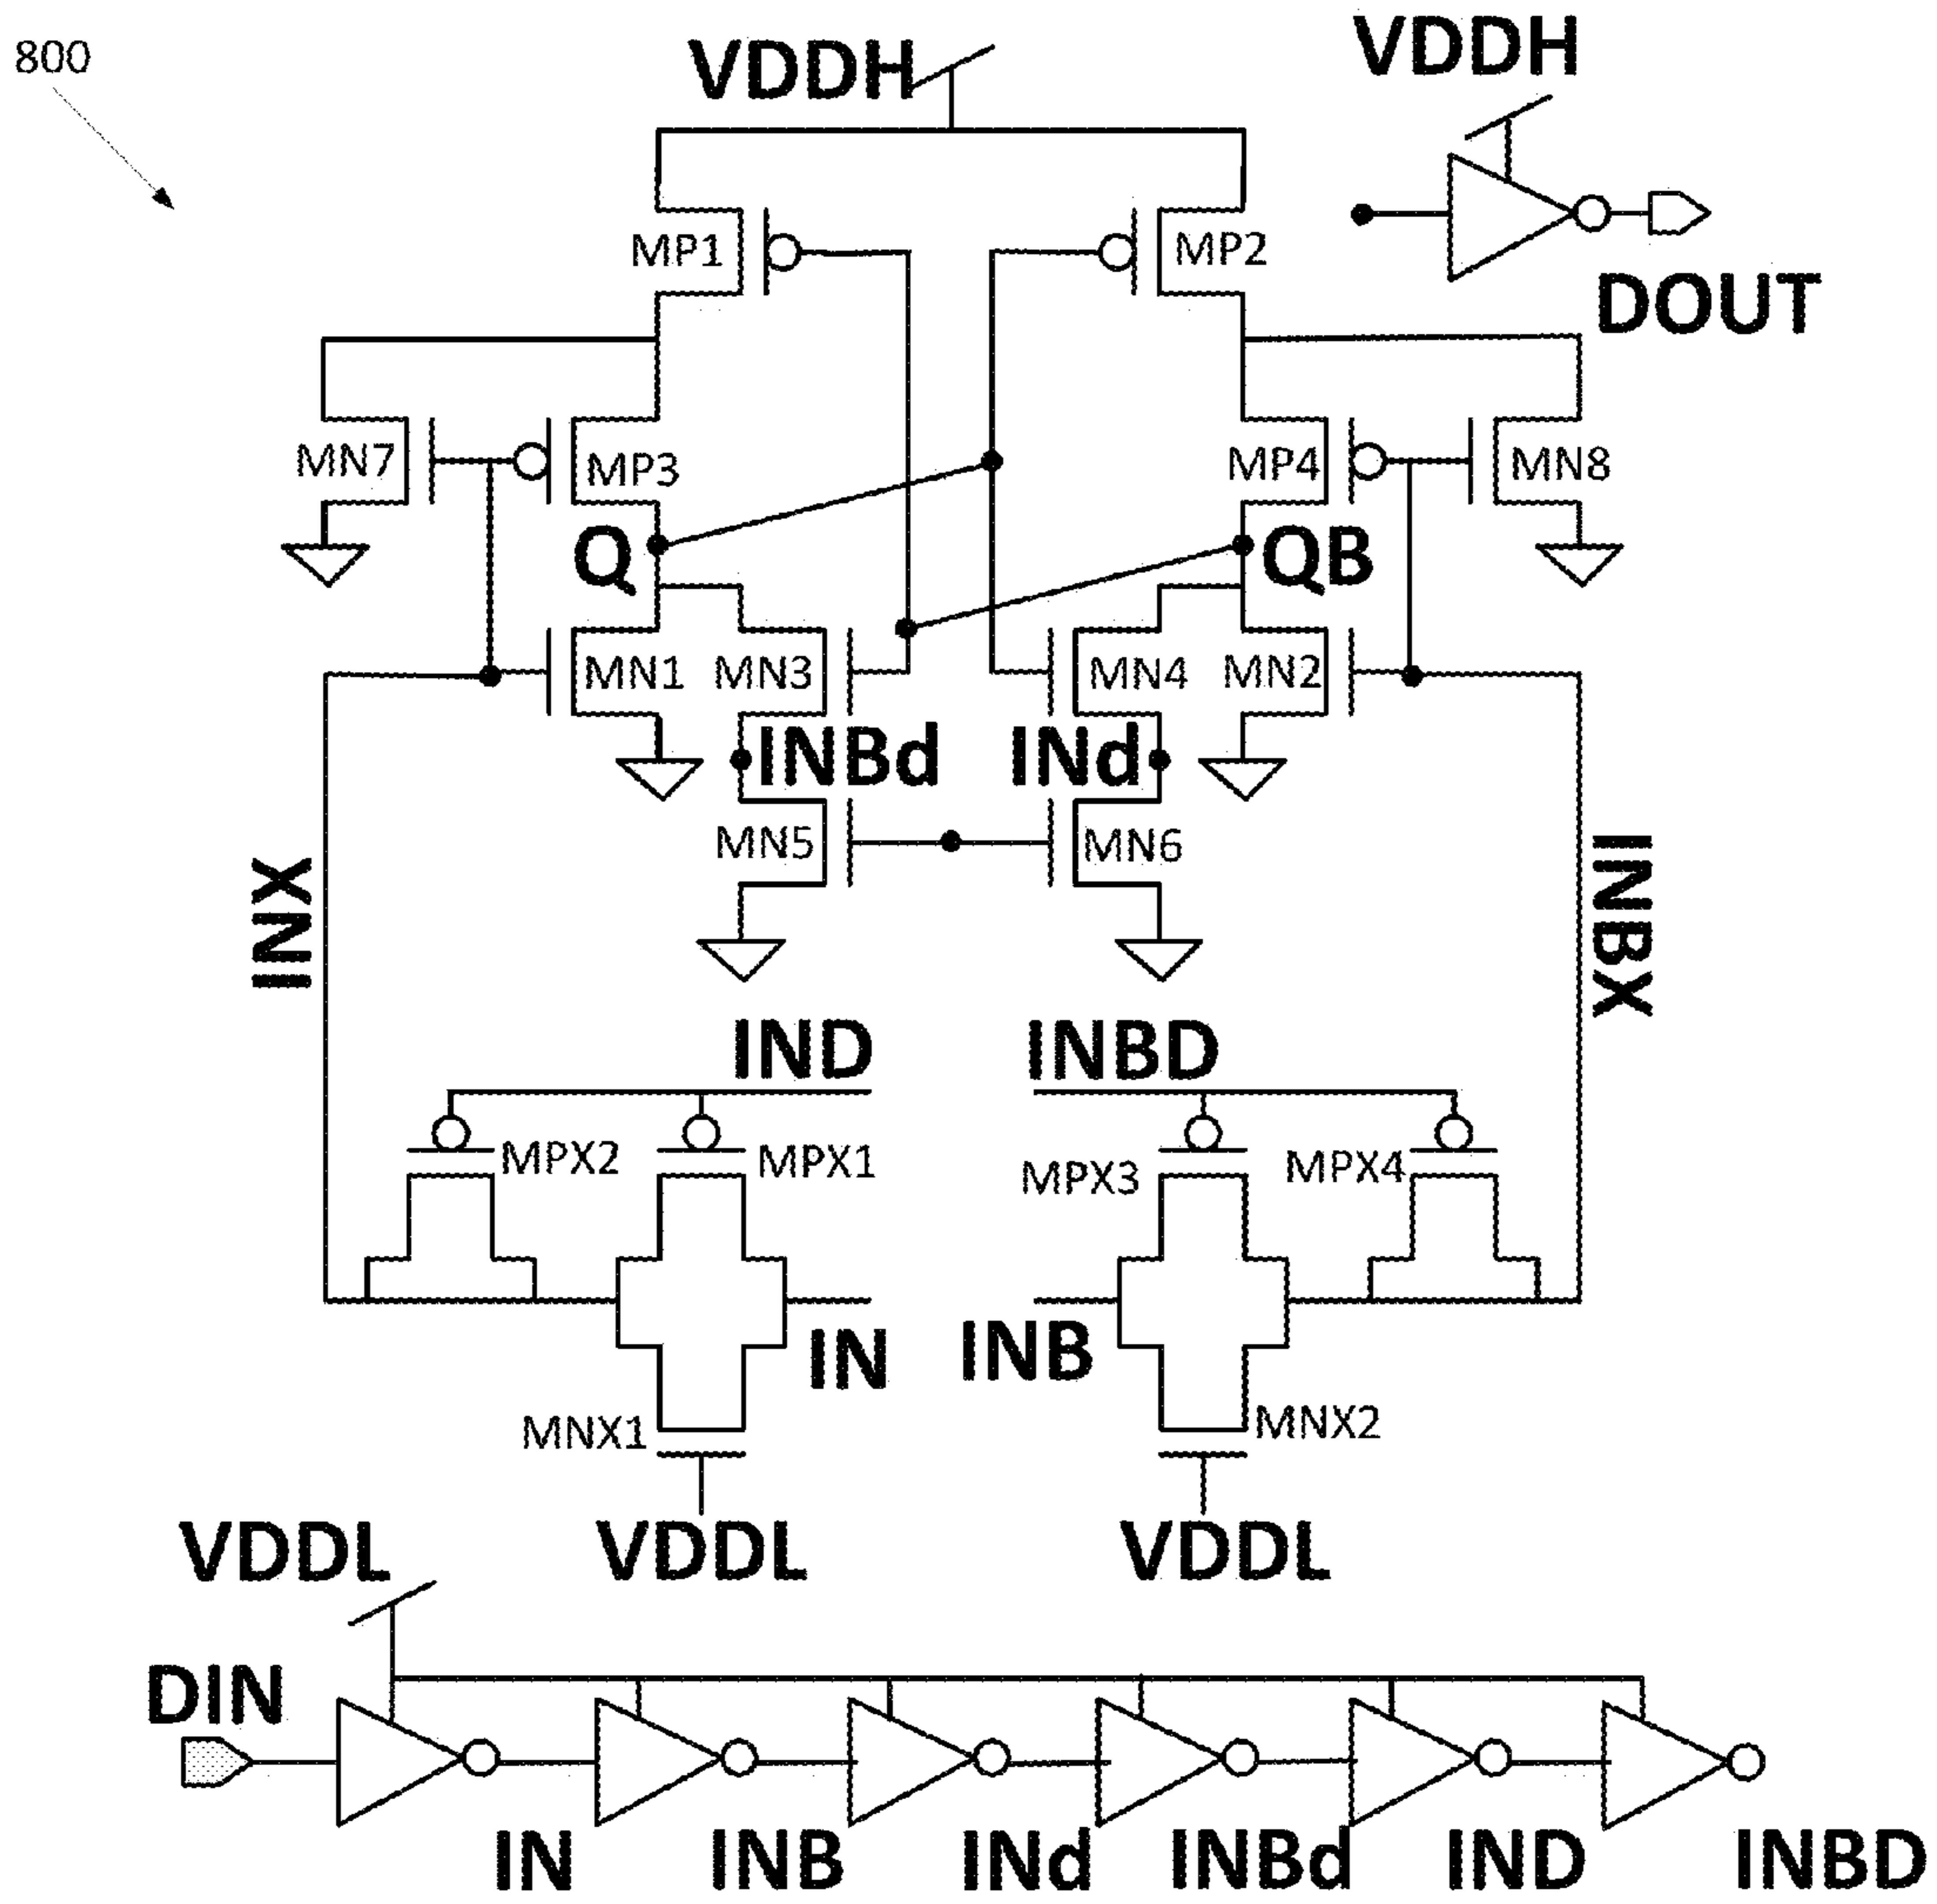 800
VDDH
VDDH
MP1
MP2
DOUT
MN7
MP3
MP4
MN8
Q
QB
MN1
MN3
MN4
MN2
INBd
INd
MN5
MN6
INX
INBX
IND
INBD
MPX2
MPX1
MPX3
MPX4
IN
INB
MNX1
MNX2
VDDL
VDDL
VDDL
DIN
IN
INB
INd
INBd
IND
INBD